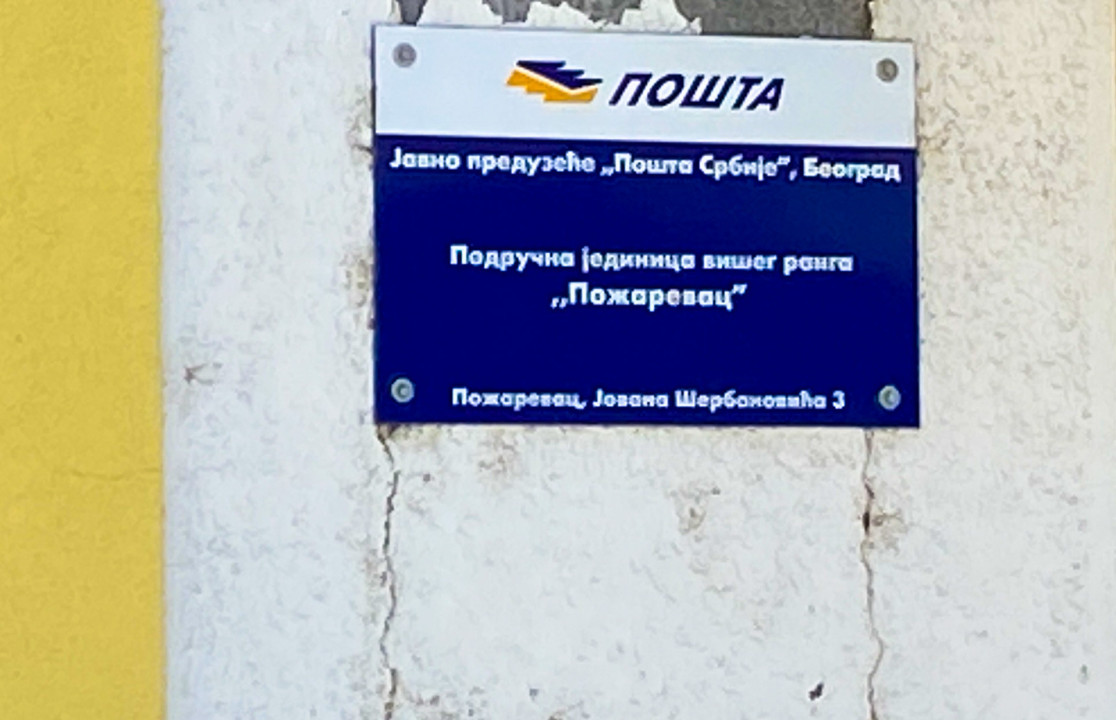 ПОШТА
Јавно предузеће „Пошта Србије”, Београд
Подручна јединица вишег ранга
,,Пожаревац”
Пожаревац, Јована Шербановића 3